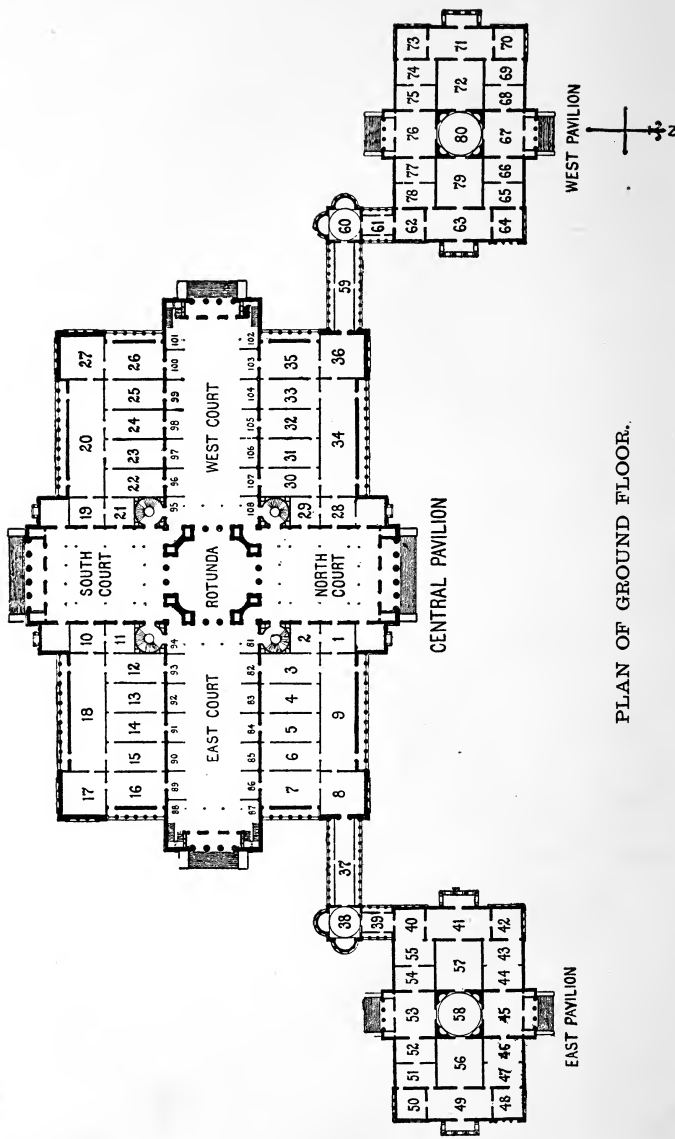 SOUTH
COURT
17 18 10 19 20 27
16 15 14 13 12 11 21 22 23 24 25 26
88 89 90 91 92 93 94 95 96 97 98 99 100 101
EAST COURT ROTUNDA WEST COURT
87 86 85 84 83 82 81 108 107 106 105 104 103 102
7 6 5 4 3 2 29 30 31 32 33 35
NORTH
COURT
8 9 1 28 34 36
37 59
38 60
39 61
CENTRAL PAVILION
50 51 52 53 54 55 40
49 56 58 57 41
48 47 46 45 44 43 42
EAST PAVILION
62 78 77 76 75 74 73
63 79 80 72 71
64 65 66 67 68 69 70
WEST PAVILION
N
PLAN OF GROUND FLOOR.